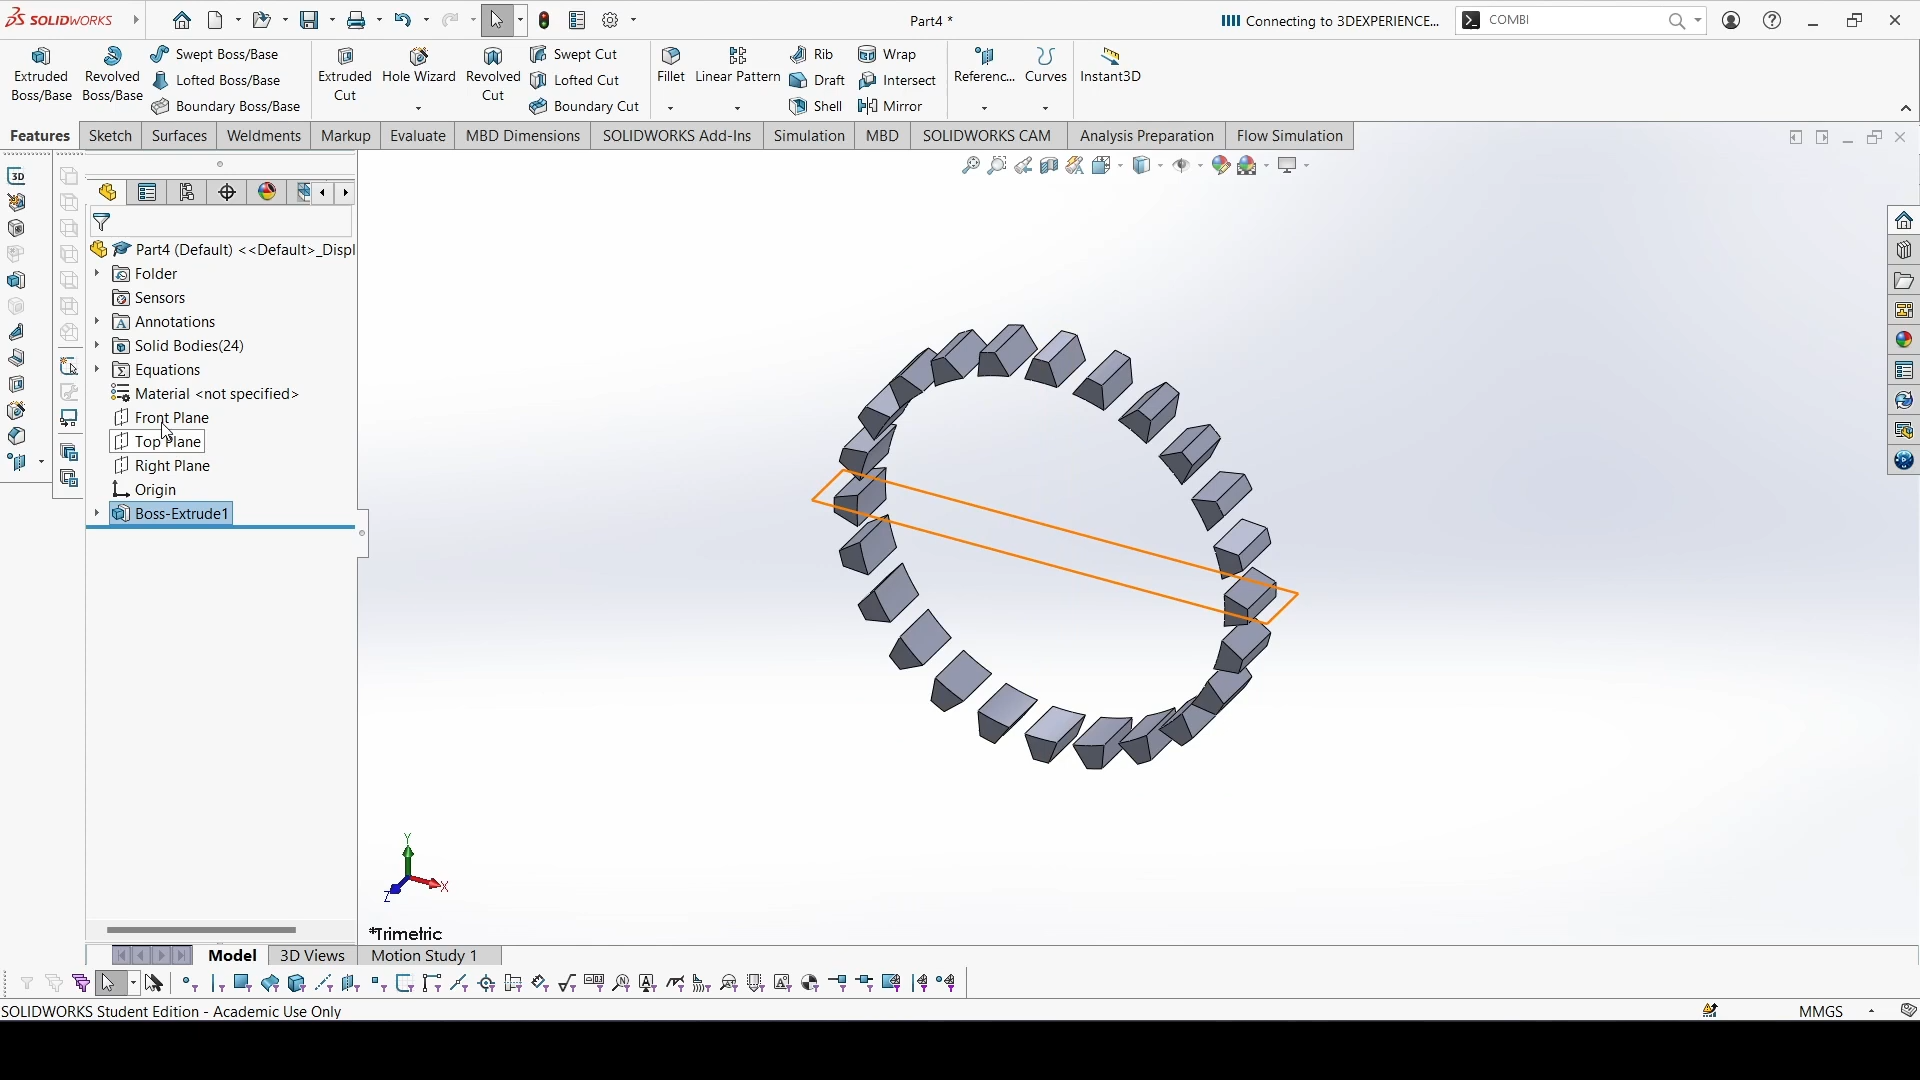 SOLIDWORKS
Part4 *
Connecting to 3DEXPERIENCE...
COMBI
Extruded Boss/Base
Revolved Boss/Base
Swept Boss/Base
Lofted Boss/Base
Boundary Boss/Base
Extruded Cut
Hole Wizard
Revolved Cut
Swept Cut
Lofted Cut
Boundary Cut
Fillet
Linear Pattern
Rib
Draft
Shell
Wrap
Intersect
Mirror
Referenc...
Curves
Instant3D
Features
Sketch
Surfaces
Weldments
Markup
Evaluate
MBD Dimensions
SOLIDWORKS Add-Ins
Simulation
MBD
SOLIDWORKS CAM
Analysis Preparation
Flow Simulation
3D
Part4 (Default) <<Default>_Displ
Folder
Sensors
Annotations
Solid Bodies(24)
Equations
Material <not specified>
Front Plane
Top Plane
Right Plane
Origin
Boss-Extrude1
Y
X
Z
*Trimetric
Model
3D Views
Motion Study 1
SOLIDWORKS Student Edition - Academic Use Only
MMGS